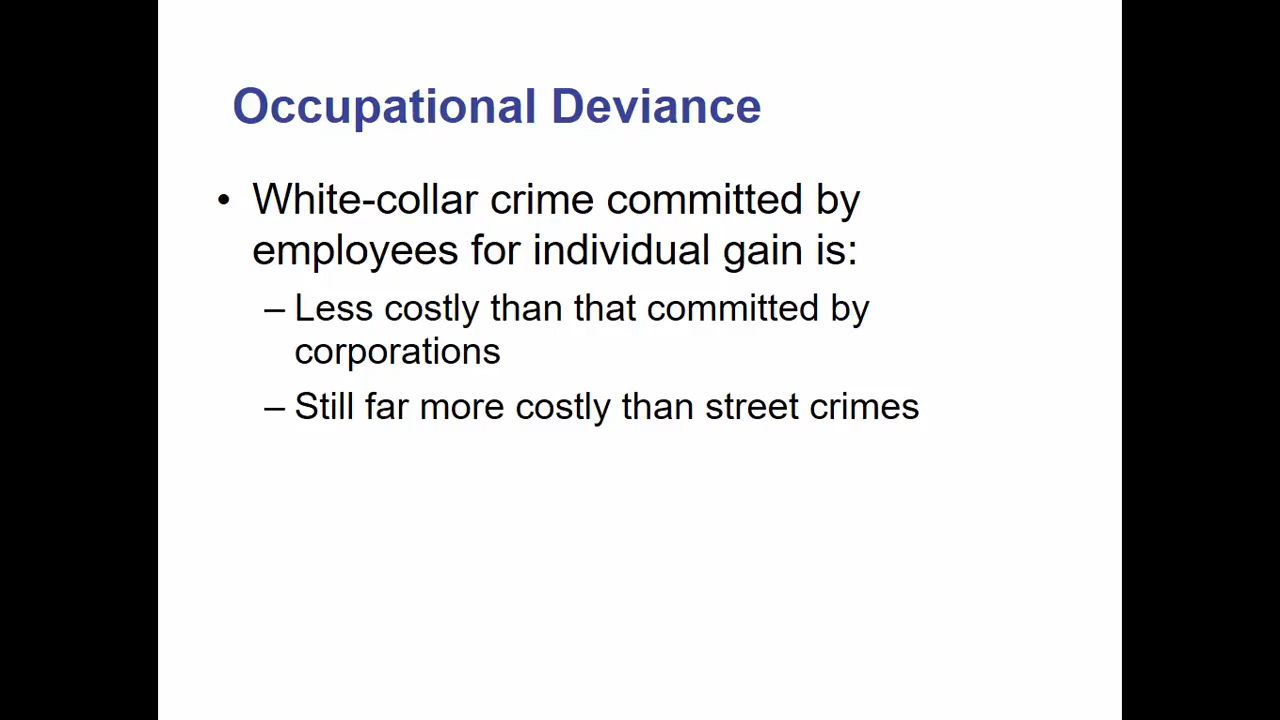 Occupational Deviance
• White-collar crime committed by
employees for individual gain is:
– Less costly than that committed by
corporations
– Still far more costly than street crimes